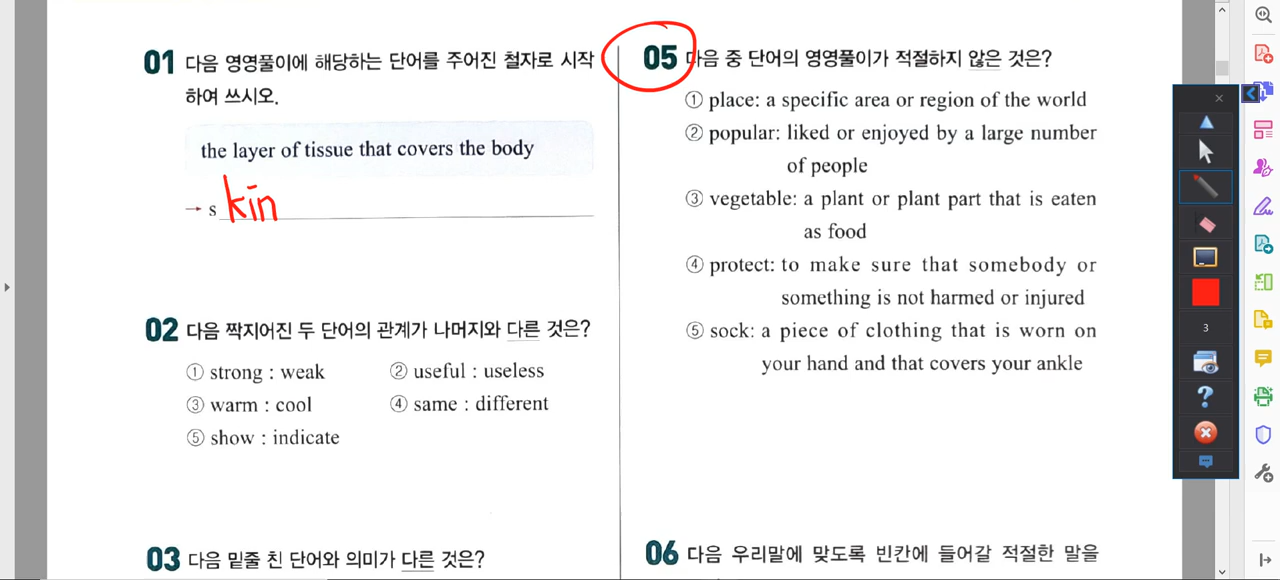 01 다음 영영풀이에 해당하는 단어를 주어진 철자로 시작
하여 쓰시오.
the layer of tissue that covers the body
→ s kin
02 다음 짝지어진 두 단어의 관계가 나머지와 다른 것은?
① strong : weak ② useful : useless
③ warm : cool ④ same : different
⑤ show : indicate
03 다음 밑줄 친 단어와 의미가 다른 것은?
05 다음 중 단어의 영영풀이가 적절하지 않은 것은?
① place: a specific area or region of the world
② popular: liked or enjoyed by a large number
of people
③ vegetable: a plant or plant part that is eaten
as food
④ protect: to make sure that somebody or
something is not harmed or injured
⑤ sock: a piece of clothing that is worn on
your hand and that covers your ankle
06 다음 우리말에 맞도록 빈칸에 들어갈 적절한 말을
3